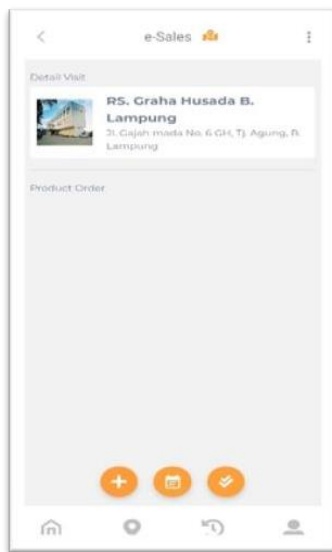 e-Sales
Detail Visit
RS. Graha Husada B.
Lampung
Jl. Gajah mada No. 6 GH, Tj. Agung, B.
Lampung
Product Order